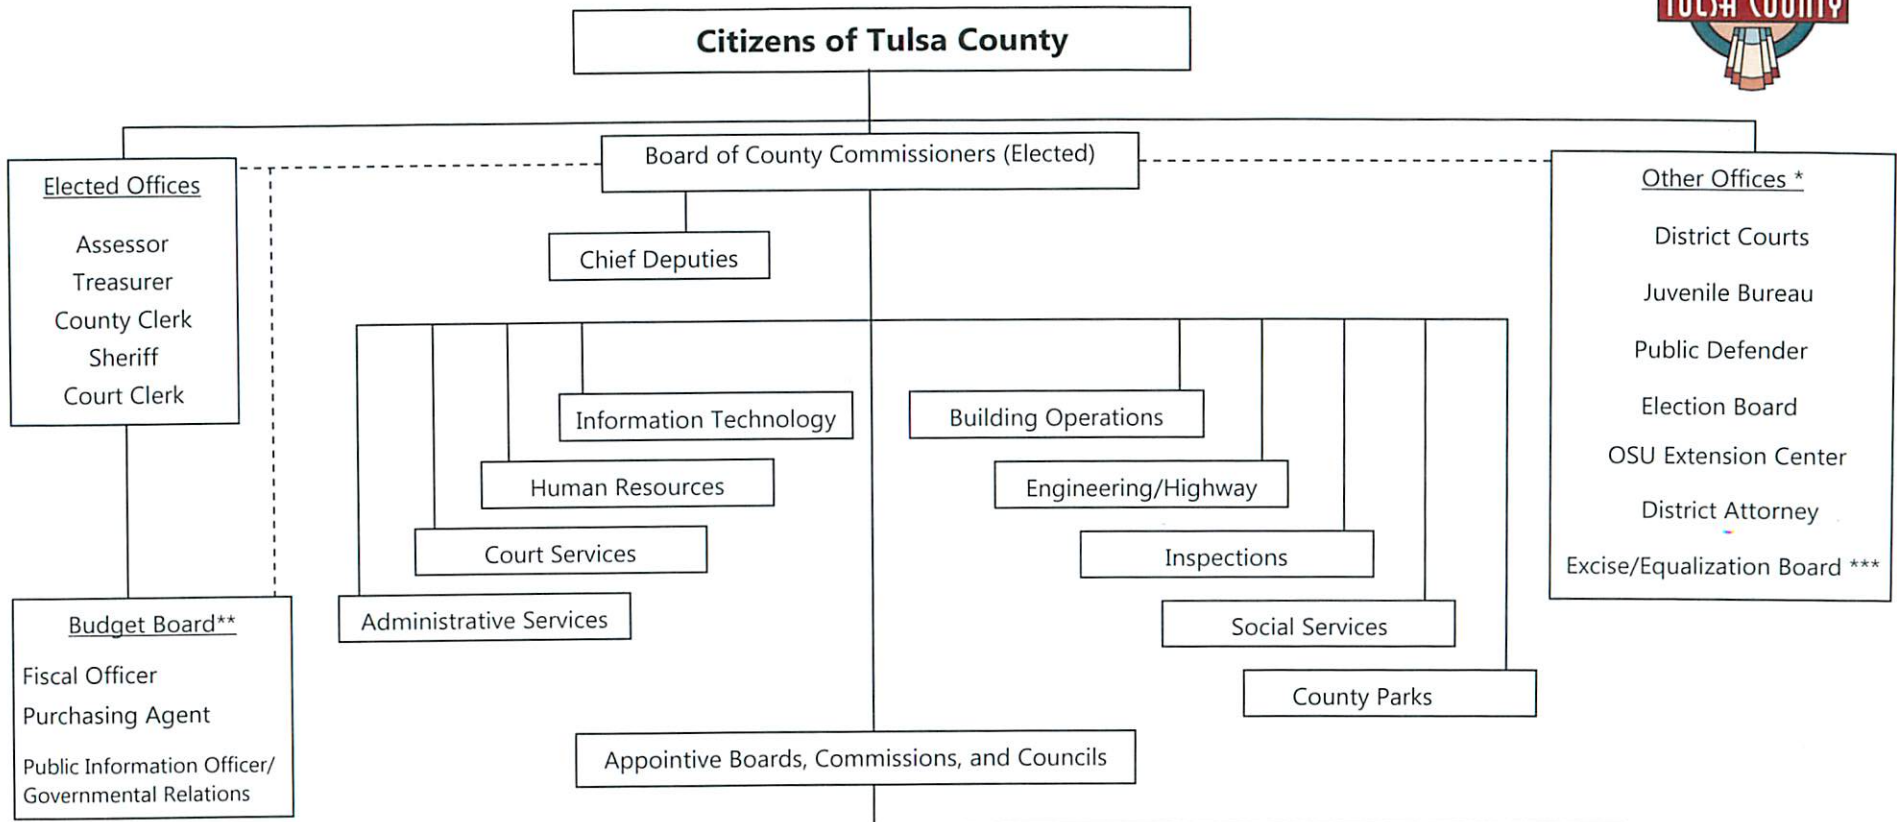 TULSA COUNTY
Citizens of Tulsa County
Board of County Commissioners (Elected)
Elected Offices
Assessor
Treasurer
County Clerk
Sheriff
Court Clerk
Other Offices *
District Courts
Juvenile Bureau
Public Defender
Election Board
OSU Extension Center
District Attorney
Excise/Equalization Board ***
Chief Deputies
Information Technology
Human Resources
Court Services
Administrative Services
Building Operations
Engineering/Highway
Inspections
Social Services
County Parks
Budget Board**
Fiscal Officer
Purchasing Agent
Public Information Officer/
Governmental Relations
Appointive Boards, Commissions, and Councils